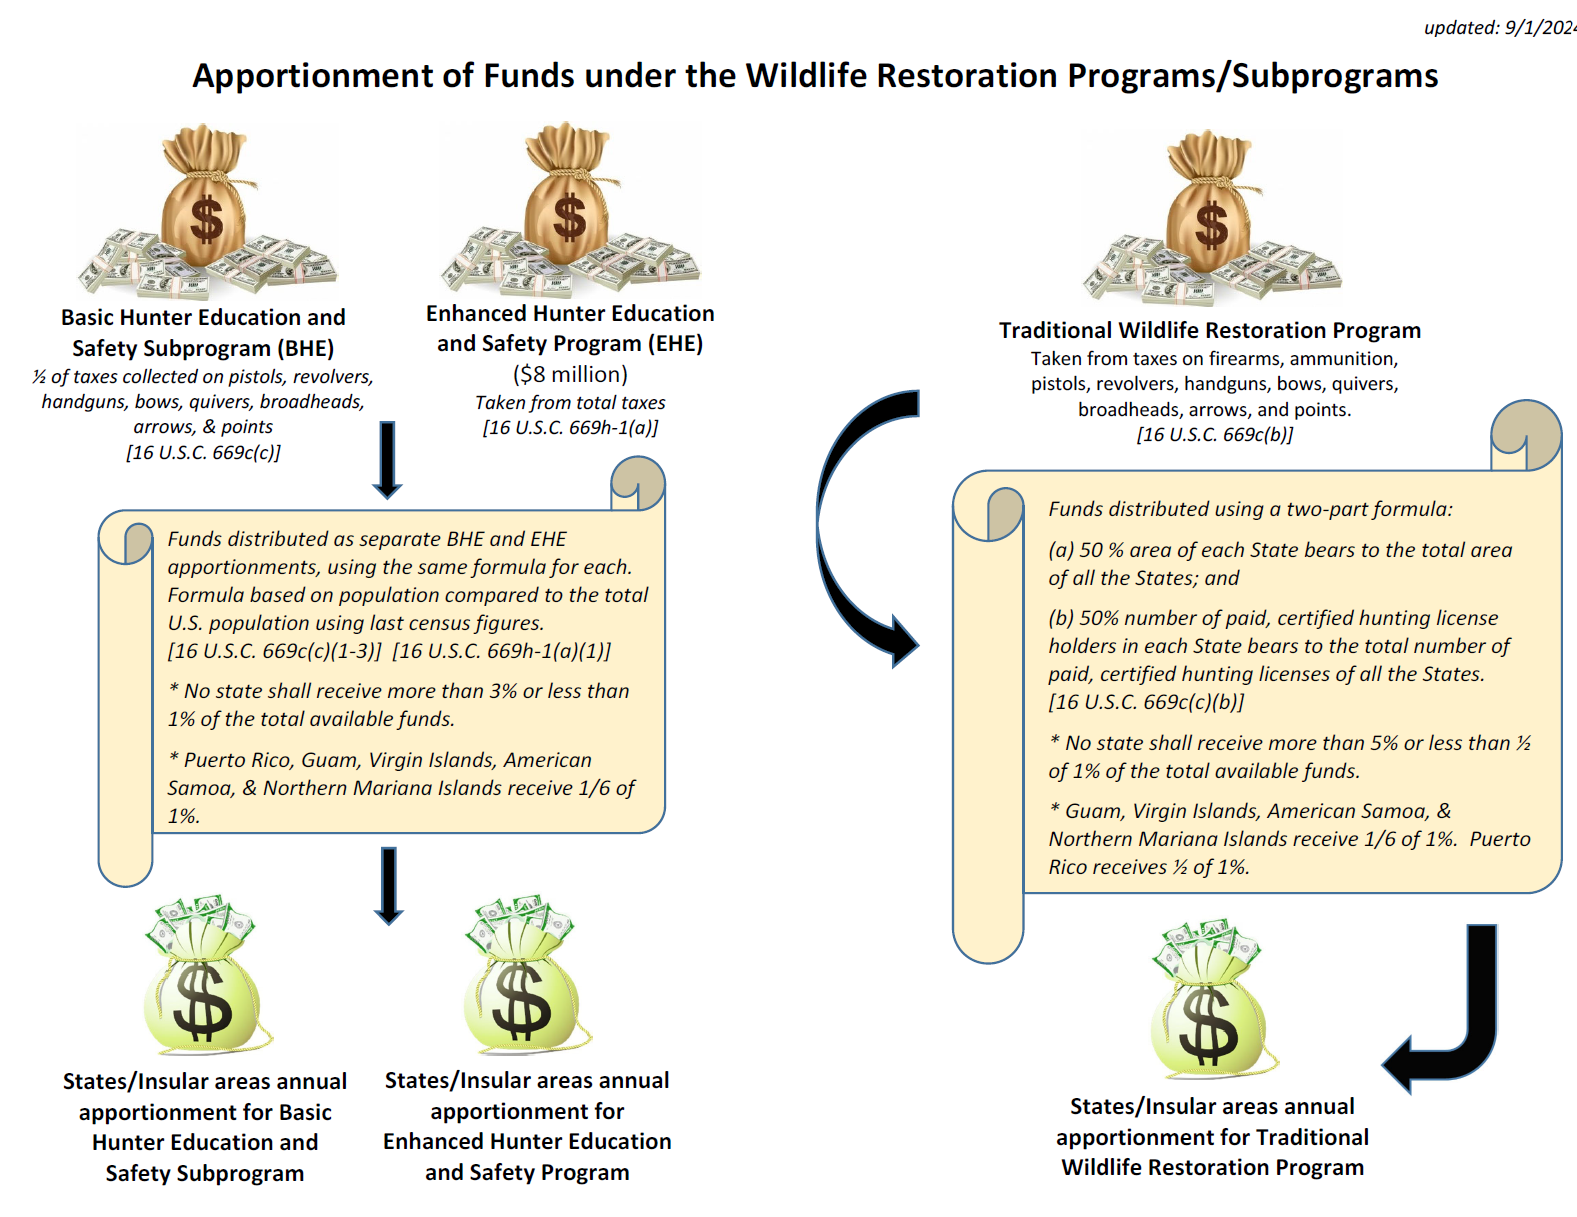 updated: 9/1/2024
Apportionment of Funds under the Wildlife Restoration Programs/Subprograms
$
Basic Hunter Education and
Safety Subprogram (BHE)
½ of taxes collected on pistols, revolvers,
handguns, bows, quivers, broadheads,
arrows, & points
[16 U.S.C. 669c(c)]
$
Enhanced Hunter Education
and Safety Program (EHE)
($8 million)
Taken from total taxes
[16 U.S.C. 669h-1(a)]
Funds distributed as separate BHE and EHE
apportionments, using the same formula for each.
Formula based on population compared to the total
U.S. population using last census figures.
[16 U.S.C. 669c(c)(1-3)] [16 U.S.C. 669h-1(a)(1)]
* No state shall receive more than 3% or less than
1% of the total available funds.
* Puerto Rico, Guam, Virgin Islands, American
Samoa, & Northern Mariana Islands receive 1/6 of
1%.
$
States/Insular areas annual
apportionment for Basic
Hunter Education and
Safety Subprogram
$
States/Insular areas annual
apportionment for
Enhanced Hunter Education
and Safety Program
$
Traditional Wildlife Restoration Program
Taken from taxes on firearms, ammunition,
pistols, revolvers, handguns, bows, quivers,
broadheads, arrows, and points.
[16 U.S.C. 669c(b)]
Funds distributed using a two-part formula:
(a) 50 % area of each State bears to the total area
of all the States; and
(b) 50% number of paid, certified hunting license
holders in each State bears to the total number of
paid, certified hunting licenses of all the States.
[16 U.S.C. 669c(c)(b)]
* No state shall receive more than 5% or less than ½
of 1% of the total available funds.
* Guam, Virgin Islands, American Samoa, &
Northern Mariana Islands receive 1/6 of 1%. Puerto
Rico receives ½ of 1%.
$
States/Insular areas annual
apportionment for Traditional
Wildlife Restoration Program